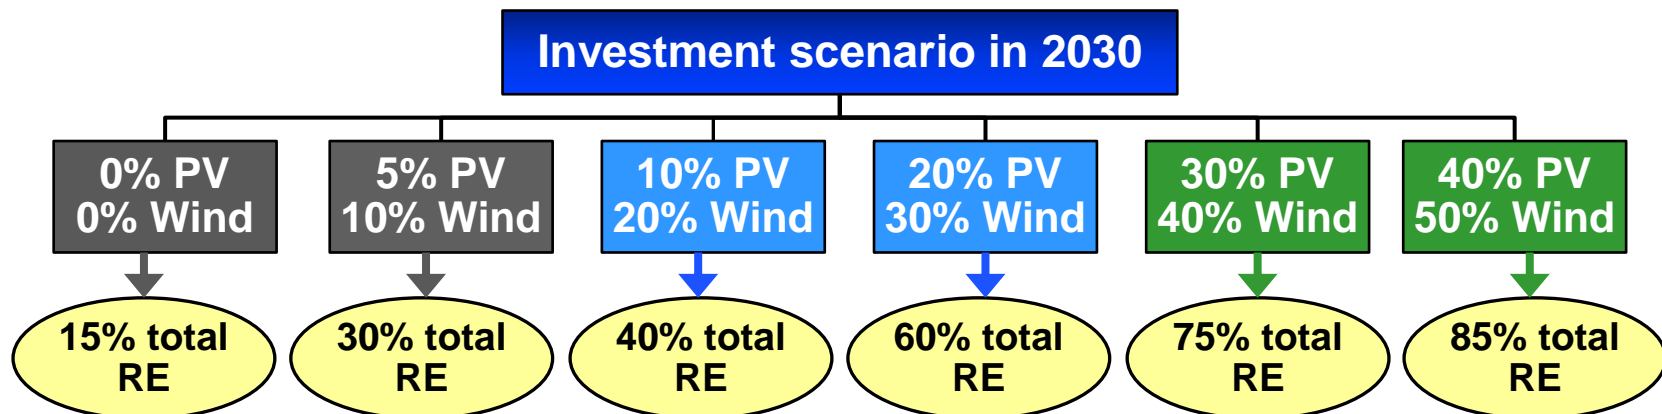 Investment scenario in 2030
0% PV
0% Wind
5% PV
10% Wind
10% PV
20% Wind
20% PV
30% Wind
30% PV
40% Wind
40% PV
50% Wind
15% total
RE
30% total
RE
40% total
RE
60% total
RE
75% total
RE
85% total
RE